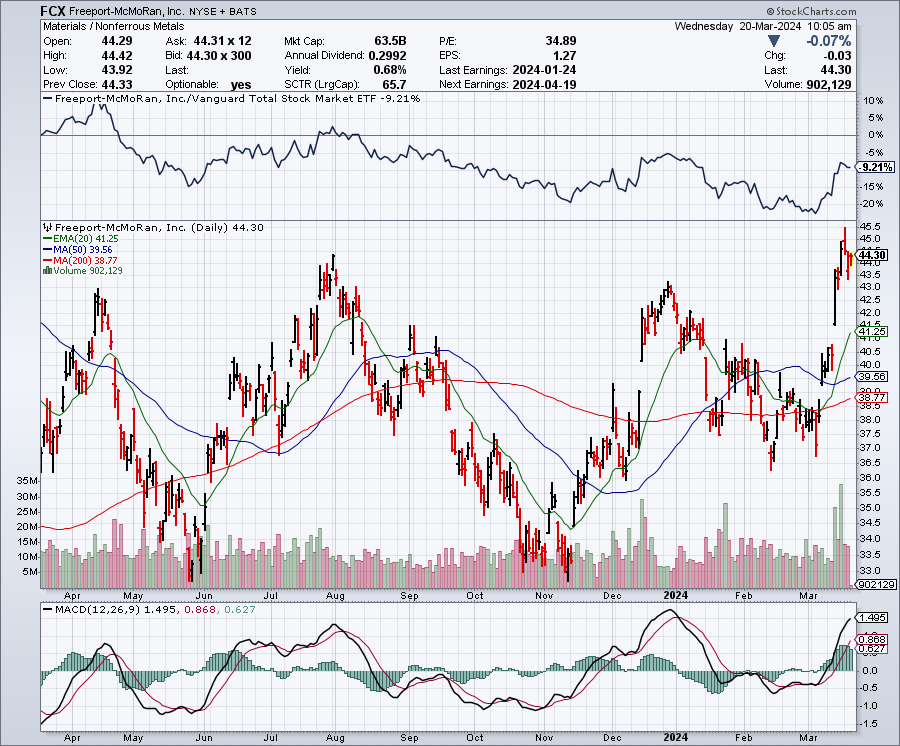 FCX Freeport-McMoRan, Inc. NYSE + BATS © StockCharts.com
Materials / Nonferrous Metals Wednesday 20-Mar-2024 10:05 am
Open: 44.29 Ask: 44.31 x 12 Mkt Cap: 63.5B P/E: 34.89 ▼ -0.07%
High: 44.42 Bid: 44.30 x 300 Annual Dividend: 0.2992 EPS: 1.27 Chg: -0.03
Low: 43.92 Last: Yield: 0.68% Last Earnings: 2024-01-24 Last: 44.30
Prev Close: 44.33 Optionable: yes SCTR (LrgCap): 65.7 Next Earnings: 2024-04-19 Volume: 902,129
Freeport-McMoRan, Inc./Vanguard Total Stock Market ETF -9.21%
10%
5%
0%
-5%
-9.21%
-15%
-20%
Freeport-McMoRan, Inc. (Daily) 44.30
EMA(20) 41.25
MA(50) 39.56
MA(200) 38.77
Volume 902,129
45.5
45.0
44.30
44.0
43.5
43.0
42.5
42.0
41.5
41.25
41.0
40.5
40.0
39.56
39.0
38.77
38.5
38.0
37.5
37.0
36.5
36.0
35.5
35.0
34.5
34.0
33.5
33.0
902129
35M
30M
25M
20M
15M
10M
5M
Apr May Jun Jul Aug Sep Oct Nov Dec 2024 Feb Mar
MACD(12,26,9) 1.495, 0.868, 0.627
1.495
0.868
0.627
0.0
-0.5
-1.0
-1.5
Apr May Jun Jul Aug Sep Oct Nov Dec 2024 Feb Mar